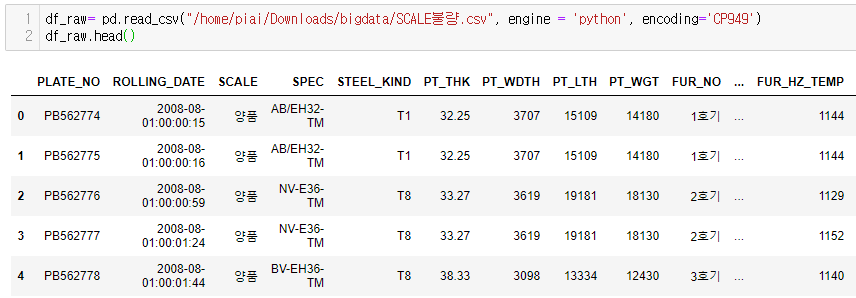 1 df_raw= pd.read_csv("/home/piai/Downloads/bigdata/SCALE불량.csv", engine = 'python', encoding='CP949')
2 df_raw.head()
PLATE_NO ROLLING_DATE SCALE SPEC STEEL_KIND PT_THK PT_WDTH PT_LTH PT_WGT FUR_NO ... FUR_HZ_TEMP
0 PB562774 2008-08-01:00:00:15 양품 AB/EH32-TM T1 32.25 3707 15109 14180 1호기 ... 1144
1 PB562775 2008-08-01:00:00:16 양품 AB/EH32-TM T1 32.25 3707 15109 14180 1호기 ... 1144
2 PB562776 2008-08-01:00:00:59 양품 NV-E36-TM T8 33.27 3619 19181 18130 2호기 ... 1129
3 PB562777 2008-08-01:00:01:24 양품 NV-E36-TM T8 33.27 3619 19181 18130 2호기 ... 1152
4 PB562778 2008-08-01:00:01:44 양품 BV-EH36-TM T8 38.33 3098 13334 12430 3호기 ... 1140